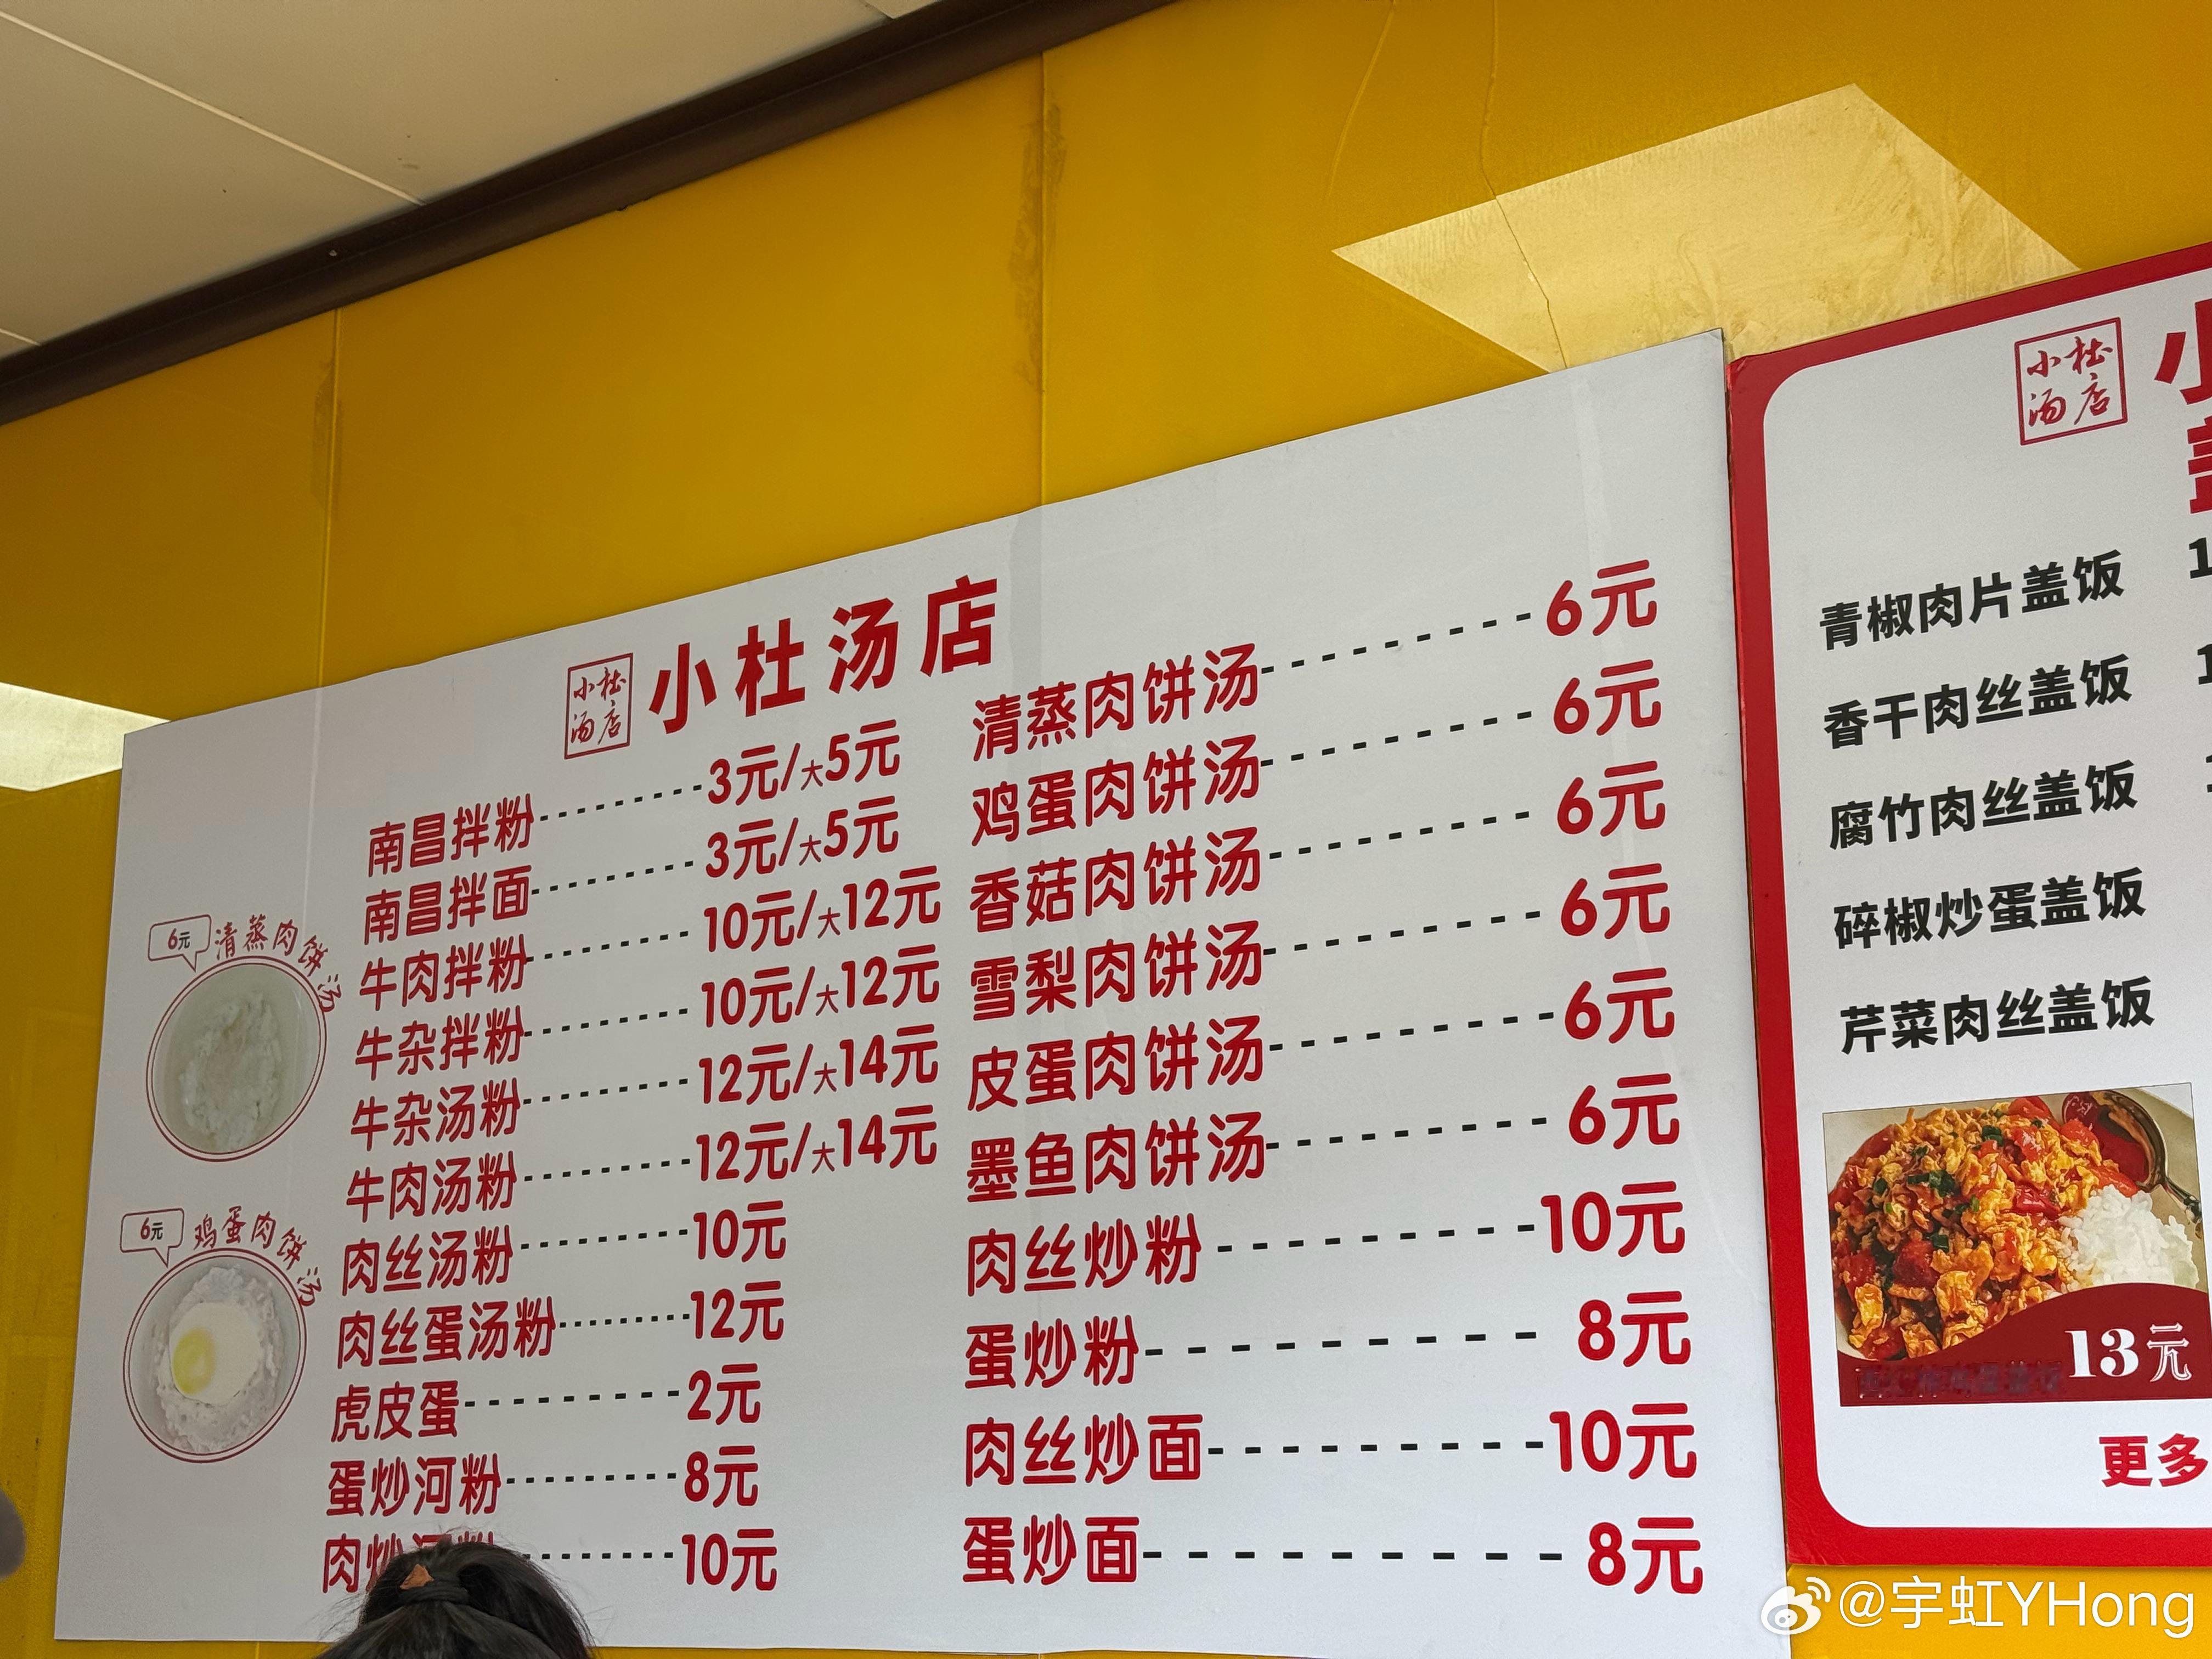 小杜汤店
小杜汤店
南昌拌粉---------3元/大5元
南昌拌面---------3元/大5元
牛肉拌粉---------10元/大12元
牛杂拌粉---------10元/大12元
牛杂汤粉---------12元/大14元
牛肉汤粉---------12元/大14元
肉丝汤粉---------10元
肉丝蛋汤粉---------12元
虎皮蛋---------2元
蛋炒河粉---------8元
肉炒河粉---------10元
清蒸肉饼汤---------6元
鸡蛋肉饼汤---------6元
香菇肉饼汤---------6元
雪梨肉饼汤---------6元
皮蛋肉饼汤---------6元
墨鱼肉饼汤---------6元
肉丝炒粉---------10元
蛋炒粉---------8元
肉丝炒面---------10元
蛋炒面---------8元
6元 清蒸肉饼汤
6元 鸡蛋肉饼汤
小杜汤店
小
青椒肉片盖饭 1
香干肉丝盖饭 1
腐竹肉丝盖饭
碎椒炒蛋盖饭
芹菜肉丝盖饭
13元
更多
@宇虹YHong